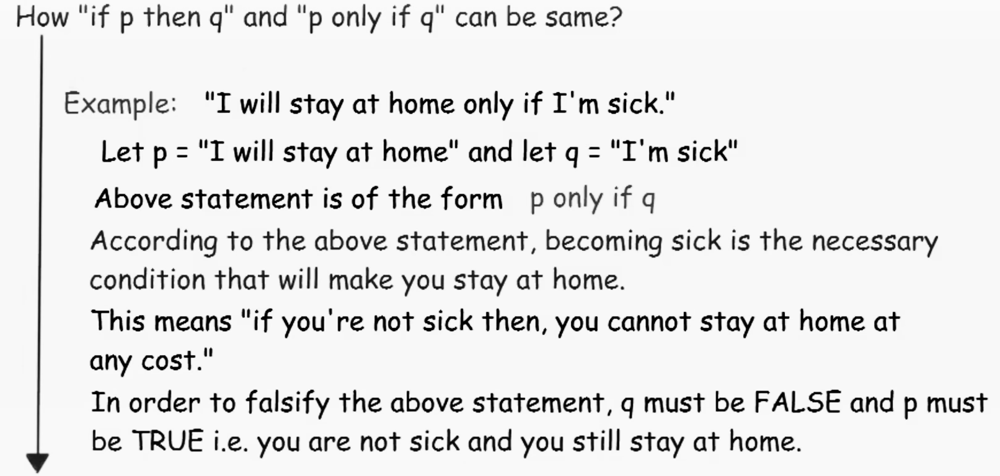 How "if p then q" and "p only if q" can be same?
Example: "I will stay at home only if I'm sick."
Let p = "I will stay at home" and let q = "I'm sick"
Above statement is of the form p only if q
According to the above statement, becoming sick is the necessary
condition that will make you stay at home.
This means "if you're not sick then, you cannot stay at home at
any cost."
In order to falsify the above statement, q must be FALSE and p must
be TRUE i.e. you are not sick and you still stay at home.